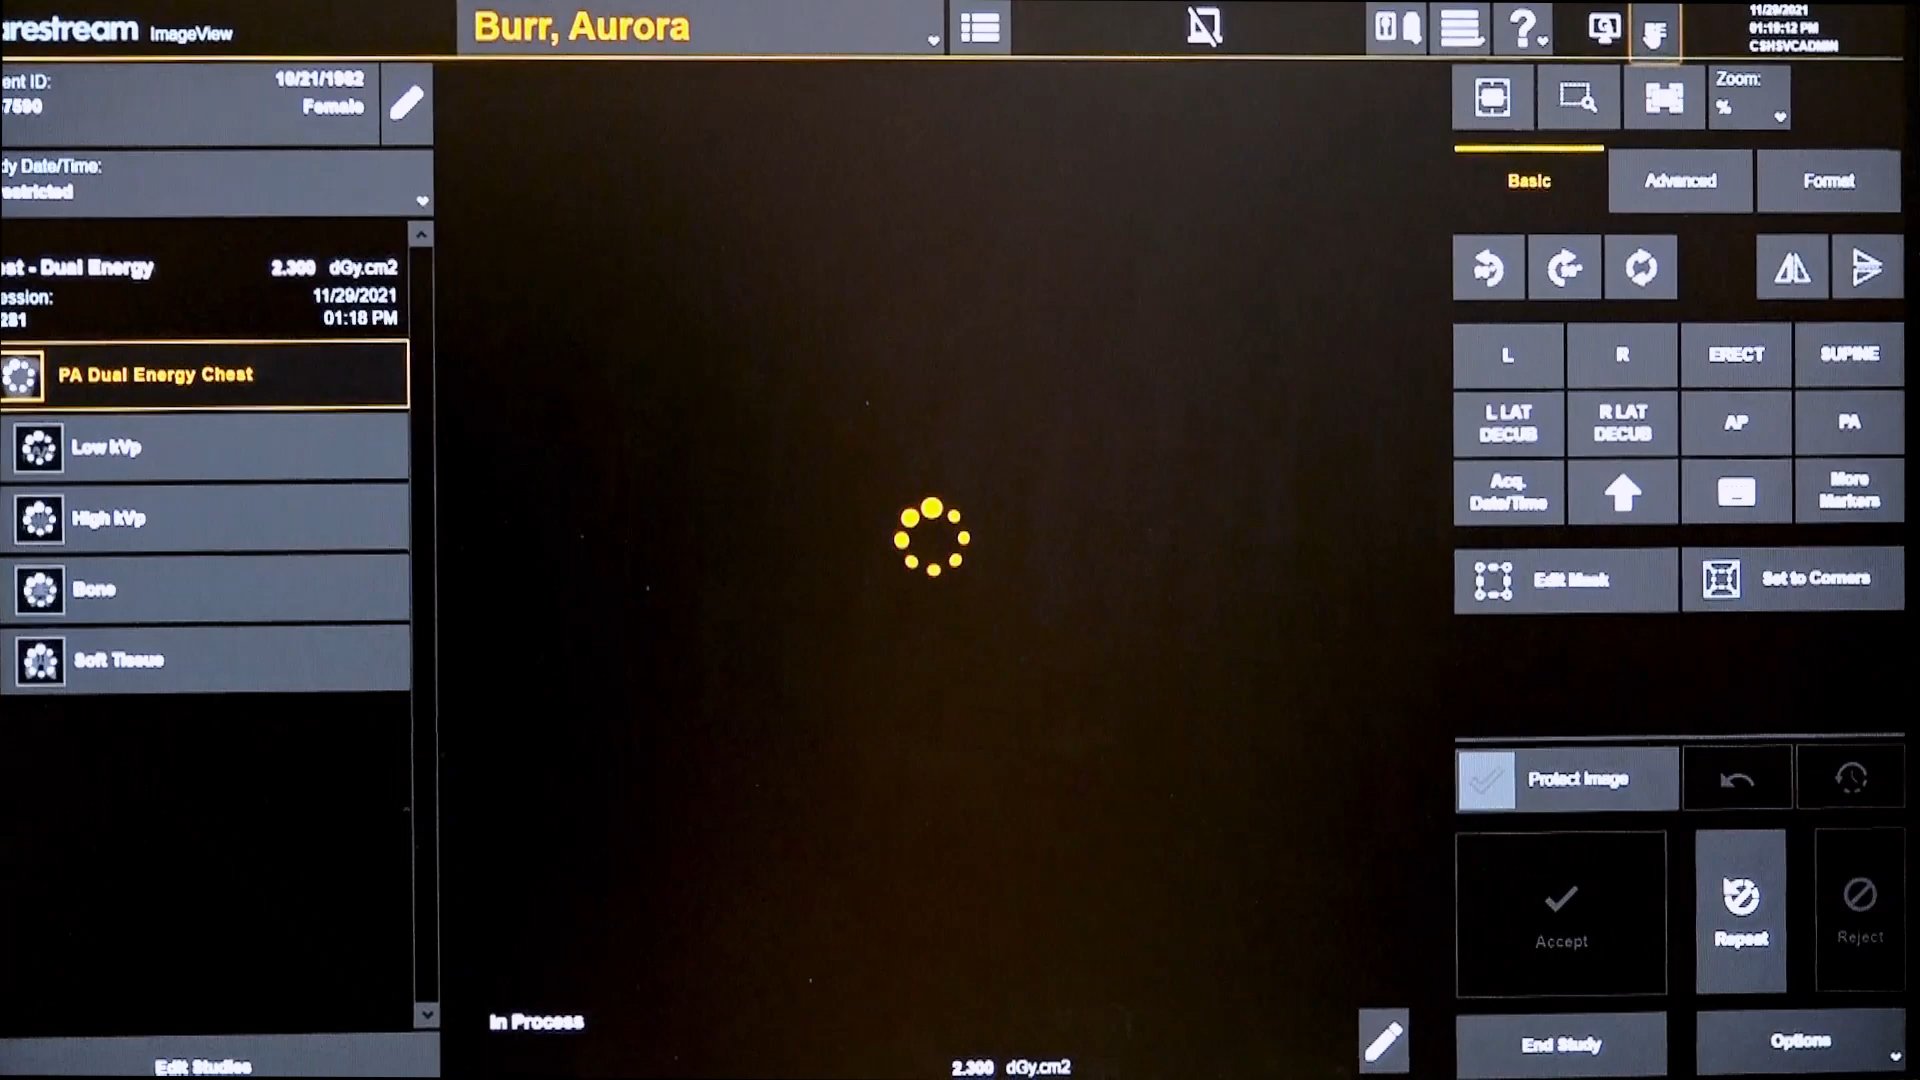 arestream ImageView
Burr, Aurora
11/29/2021
01:19:12 PM
CSHSVCADMIN
ent ID:
10/21/1982
7590
Female
dy Date/Time:
estricted
est - Dual Energy
2.300 dGy.cm2
ession:
11/29/2021
281
01:18 PM
PA Dual Energy Chest
Low kVp
High kVp
Bone
Soft Tissue
Edit Studies
In Process
2.300 dGy.cm2
Zoom:
%
Basic
Advanced
Format
L
R
ERECT
SUPINE
L LAT
DECUB
R LAT
DECUB
AP
PA
Acq.
Date/Time
More
Markers
Edit Mask
Set to Corners
Protect Image
Accept
Repeat
Reject
End Study
Options